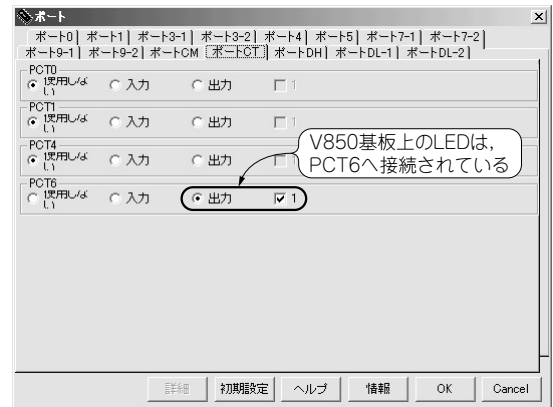 ポート
ポート0 ポート1 ポート3-1 ポート3-2 ポート4 ポート5 ポート7-1 ポート7-2
ポート9-1 ポート9-2 ポートCM ポートCT ポートDH ポートDL-1 ポートDL-2
PCT0
使用しな
い 入力 出力 1
PCT1
使用しな
い 入力 出力 1
PCT4
使用しな
い 入力 出力 1
V850基板上のLEDは,
PCT6へ接続されている
PCT6
使用しな
い 入力 出力 1
詳細 初期設定 ヘルプ 情報 OK Cancel